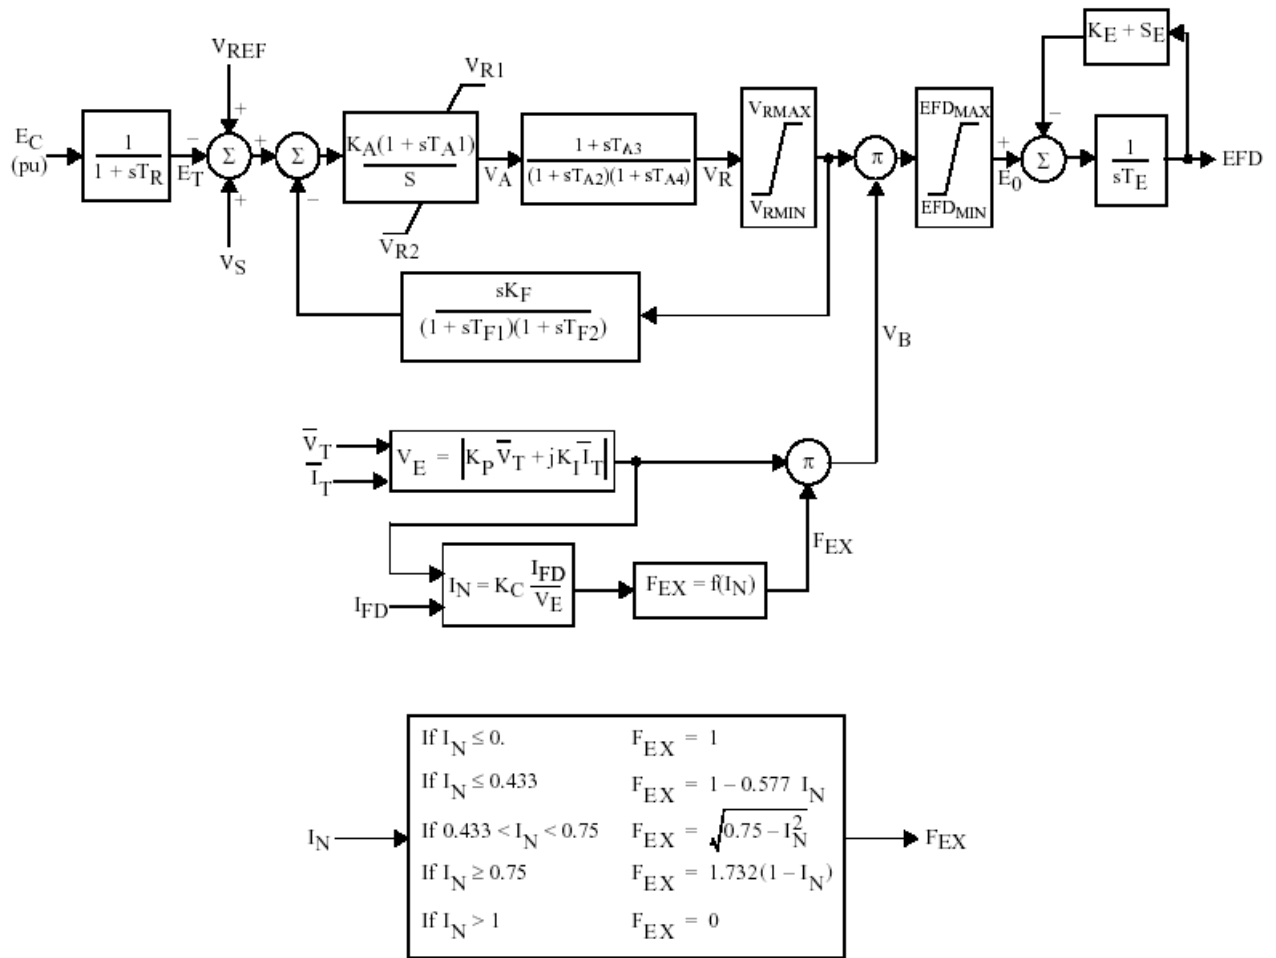 V_REF
V_R1
K_E + S_E
E_C
(pu)
1
1 + sT_R
−
E_T
+
Σ
+
+
Σ
−
K_A(1 + sT_A1)
S
V_R2
V_A
1 + sT_A3
(1 + sT_A2)(1 + sT_A4)
V_R
V_RMAX
V_RMIN
π
EFD_MAX
EFD_MIN
+
E_0
Σ
−
1
sT_E
EFD
V_S
sK_F
(1 + sT_F1)(1 + sT_F2)
V_B
V̅_T
I̅_T
V_E = |K_P V̅_T + jK_I I̅_T|
π
F_EX
I_FD
I_N = K_C I_FD / V_E
F_EX = f(I_N)
I_N
If I_N ≤ 0. F_EX = 1
If I_N ≤ 0.433 F_EX = 1 – 0.577 I_N
If 0.433 < I_N < 0.75 F_EX = √(0.75 – I_N^2)
If I_N ≥ 0.75 F_EX = 1.732(1 – I_N)
If I_N > 1 F_EX = 0
F_EX